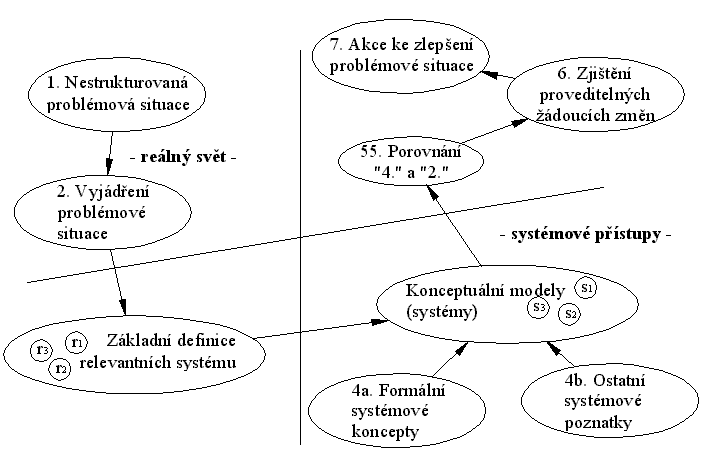 1. Nestrukturovaná
problémová situace
- reálný svět -
2. Vyjádření
problémové
situace
r1
r2
r3
Základní definice
relevantních systému
7. Akce ke zlepšení
problémové situace
6. Zjištění
proveditelných
žádoucích změn
55. Porovnání
"4." a "2."
- systémové přístupy -
Konceptuální modely
(systémy)
s1
s2
s3
4a. Formální
systémové
koncepty
4b. Ostatní
systémové
poznatky